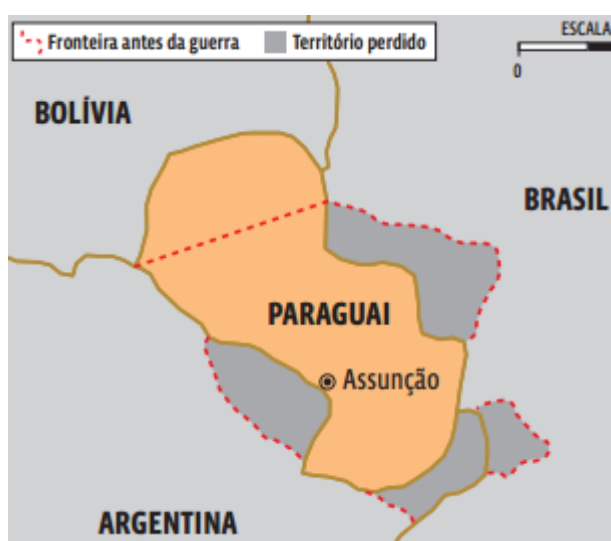 Fronteira antes da guerra
Território perdido
ESCALA
0
BOLÍVIA
BRASIL
PARAGUAI
Assunção
ARGENTINA